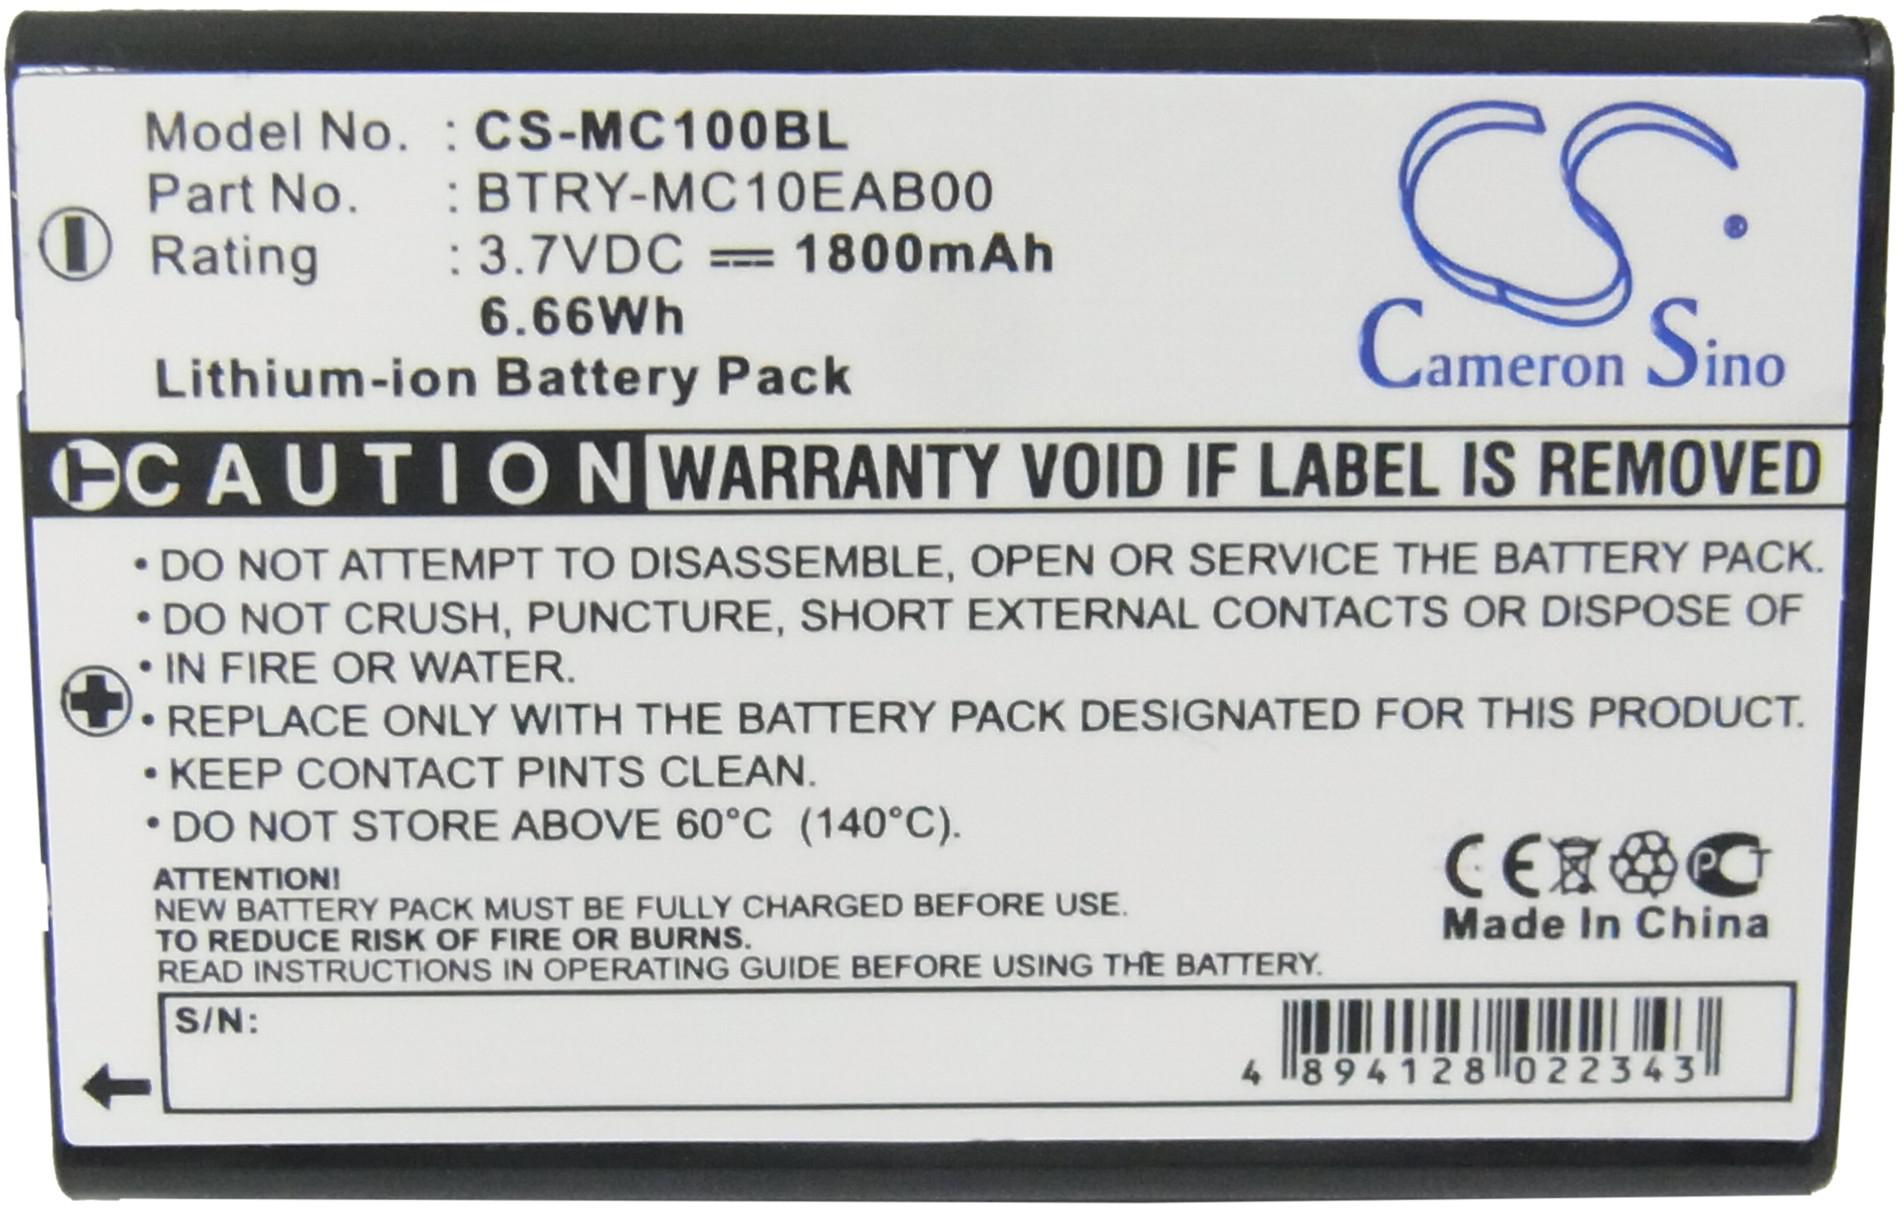 Model No. : CS-MC100BL
Part No. : BTRY-MC10EAB00
Rating : 3.7VDC ⎓ 1800mAh
6.66Wh
Lithium-ion Battery Pack
CS
Cameron Sino
CAUTION WARRANTY VOID IF LABEL IS REMOVED
• DO NOT ATTEMPT TO DISASSEMBLE, OPEN OR SERVICE THE BATTERY PACK.
• DO NOT CRUSH, PUNCTURE, SHORT EXTERNAL CONTACTS OR DISPOSE OF
• IN FIRE OR WATER.
• REPLACE ONLY WITH THE BATTERY PACK DESIGNATED FOR THIS PRODUCT.
• KEEP CONTACT PINTS CLEAN.
• DO NOT STORE ABOVE 60°C (140°C).
ATTENTION!
NEW BATTERY PACK MUST BE FULLY CHARGED BEFORE USE.
TO REDUCE RISK OF FIRE OR BURNS.
READ INSTRUCTIONS IN OPERATING GUIDE BEFORE USING THE BATTERY.
CE PCT
Made In China
S/N:
4 894128 022343